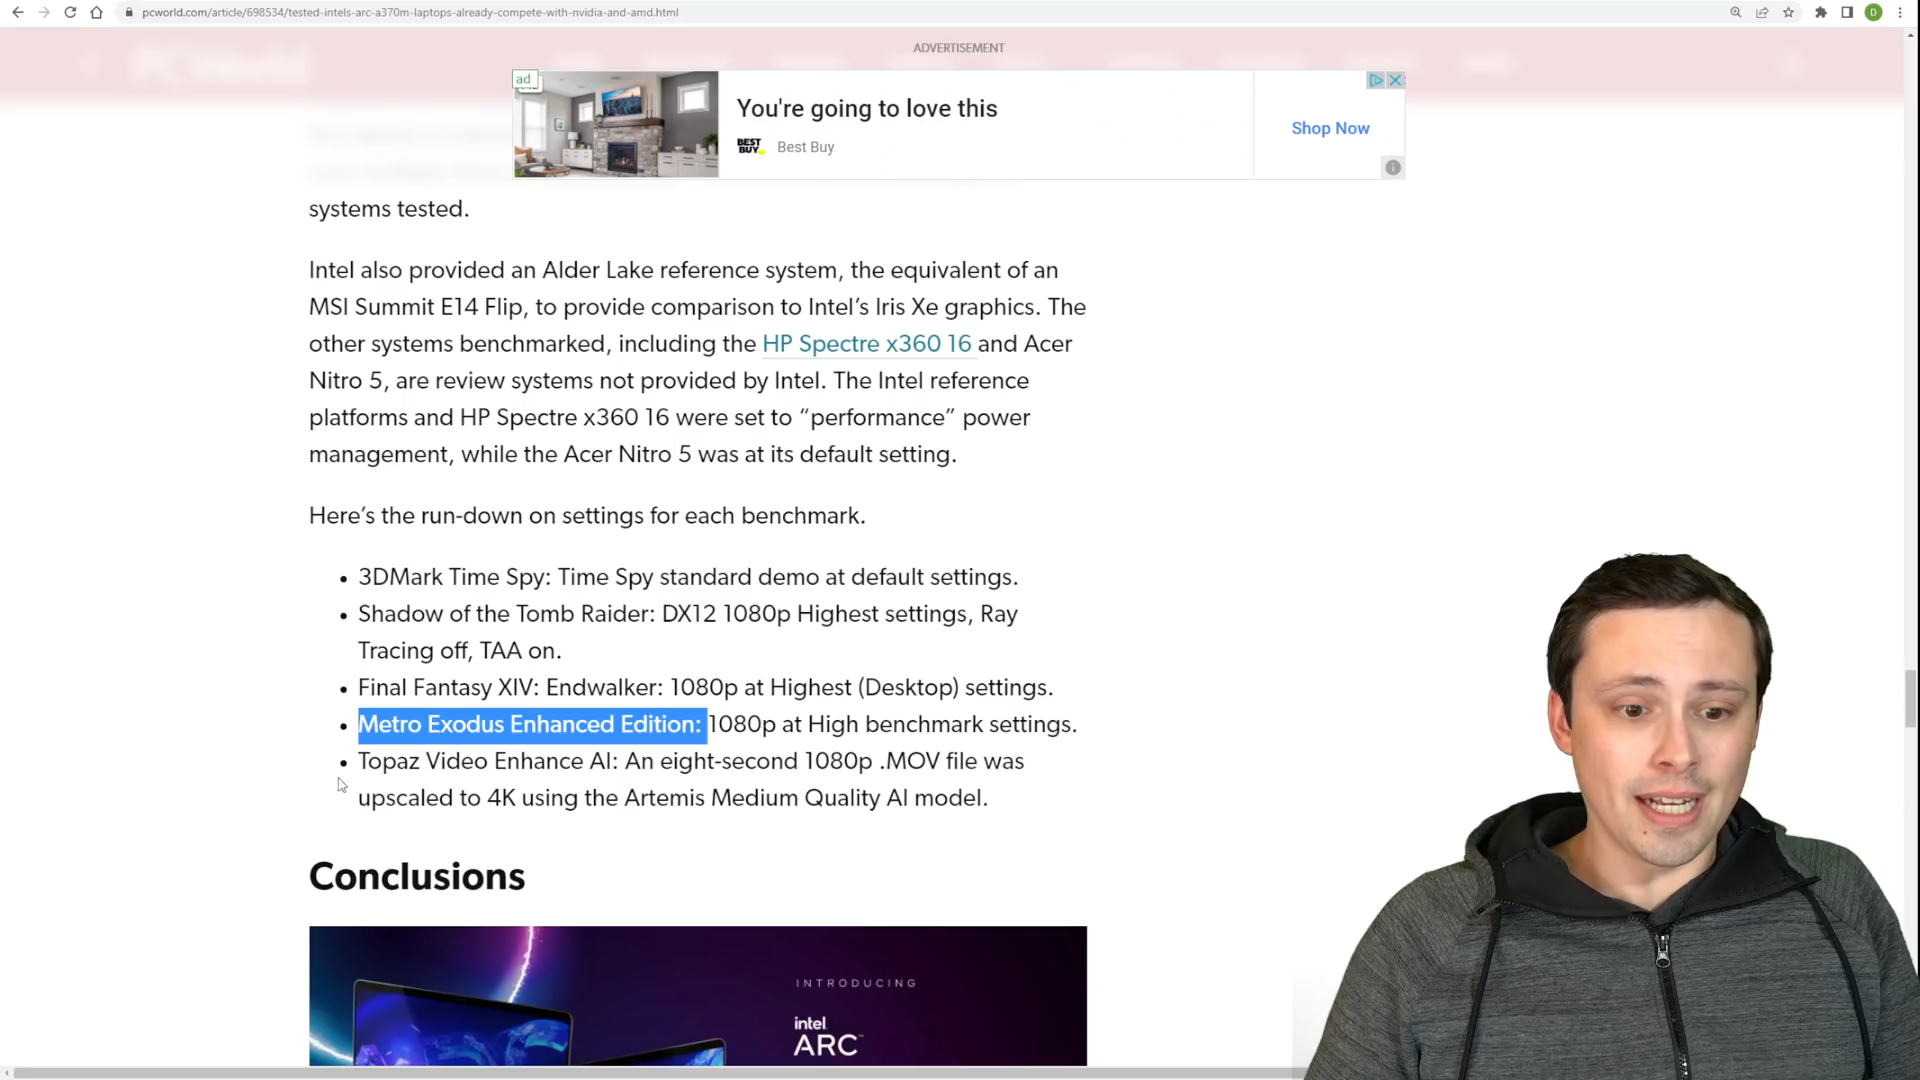 pcworld.com/article/698534/tested-intels-arc-a370m-laptops-already-compete-with-nvidia-and-amd.html
D
ADVERTISEMENT
PCWorld
ad
You're going to love this
BEST BUY
Best Buy
Shop Now
systems tested.
Intel also provided an Alder Lake reference system, the equivalent of an
MSI Summit E14 Flip, to provide comparison to Intel’s Iris Xe graphics. The
other systems benchmarked, including the HP Spectre x360 16 and Acer
Nitro 5, are review systems not provided by Intel. The Intel reference
platforms and HP Spectre x360 16 were set to “performance” power
management, while the Acer Nitro 5 was at its default setting.
Here’s the run-down on settings for each benchmark.
• 3DMark Time Spy: Time Spy standard demo at default settings.
• Shadow of the Tomb Raider: DX12 1080p Highest settings, Ray
Tracing off, TAA on.
• Final Fantasy XIV: Endwalker: 1080p at Highest (Desktop) settings.
• Metro Exodus Enhanced Edition: 1080p at High benchmark settings.
• Topaz Video Enhance AI: An eight-second 1080p .MOV file was
upscaled to 4K using the Artemis Medium Quality AI model.
Conclusions
INTRODUCING
intel
ARC